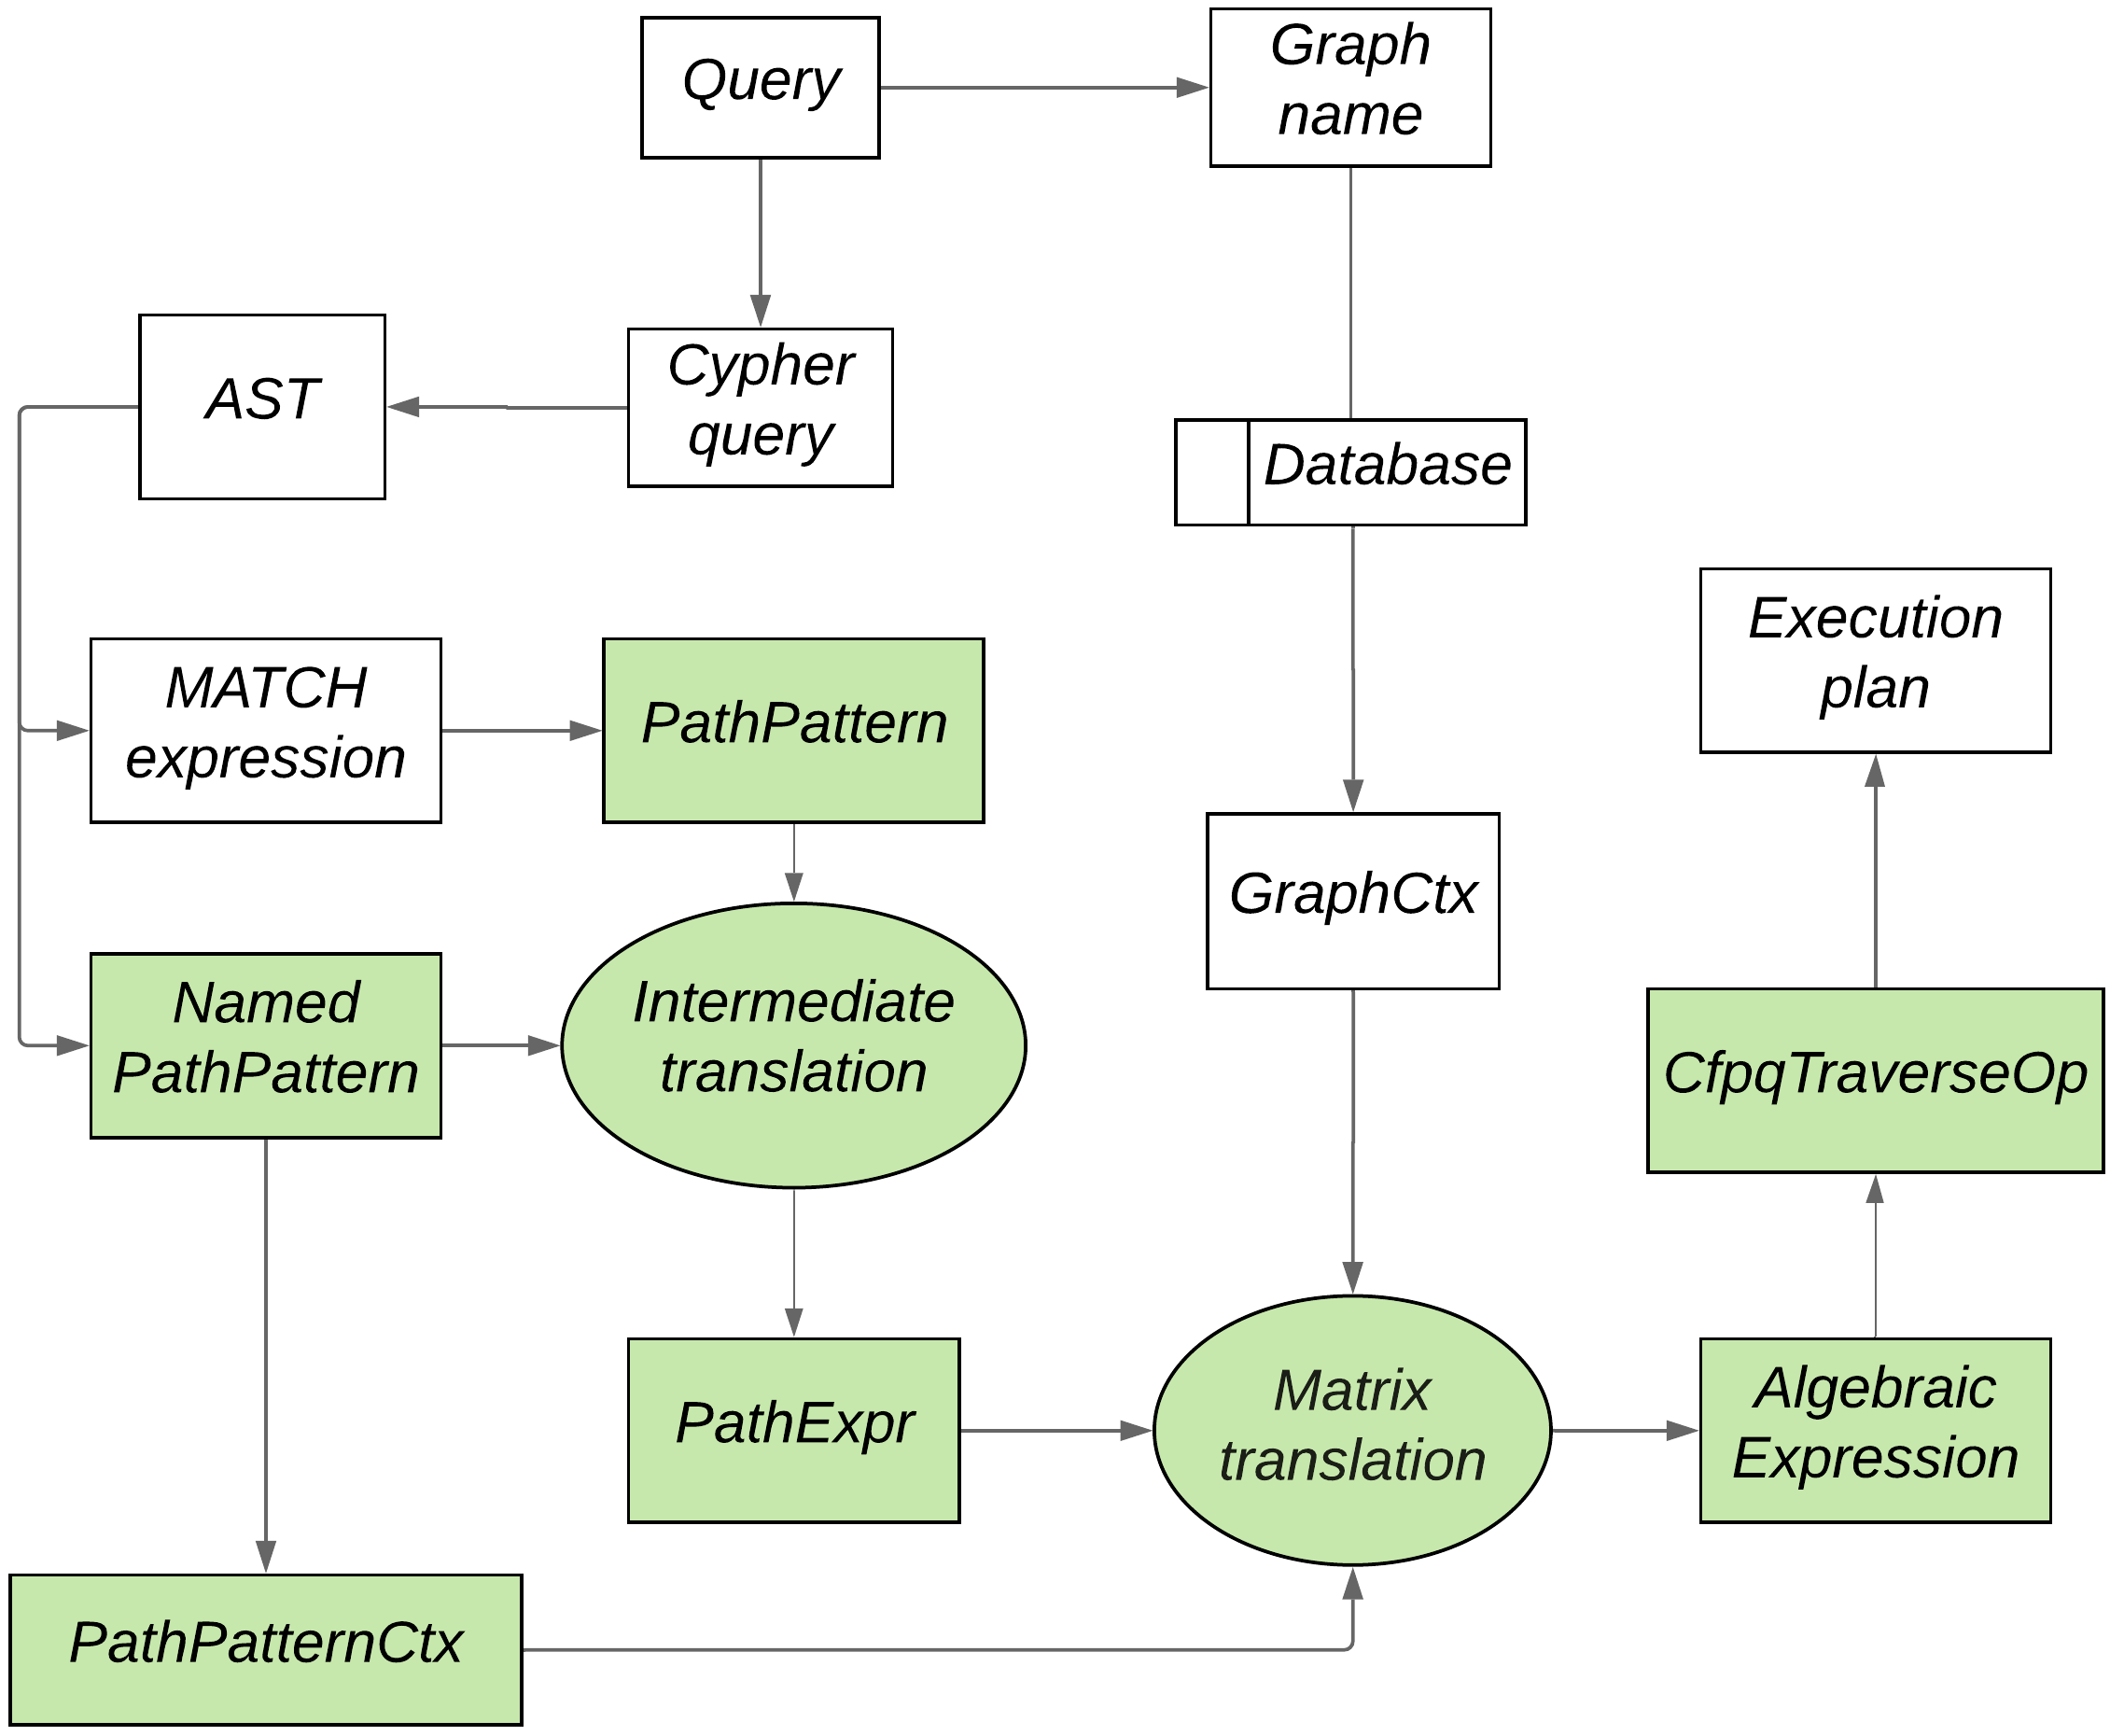 Query
Graph
name
AST
Cypher
query
Database
MATCH
expression
PathPattern
Execution
plan
GraphCtx
Named
PathPattern
Intermediate
translation
CfpqTraverseOp
PathExpr
Matrix
translation
Algebraic
Expression
PathPatternCtx